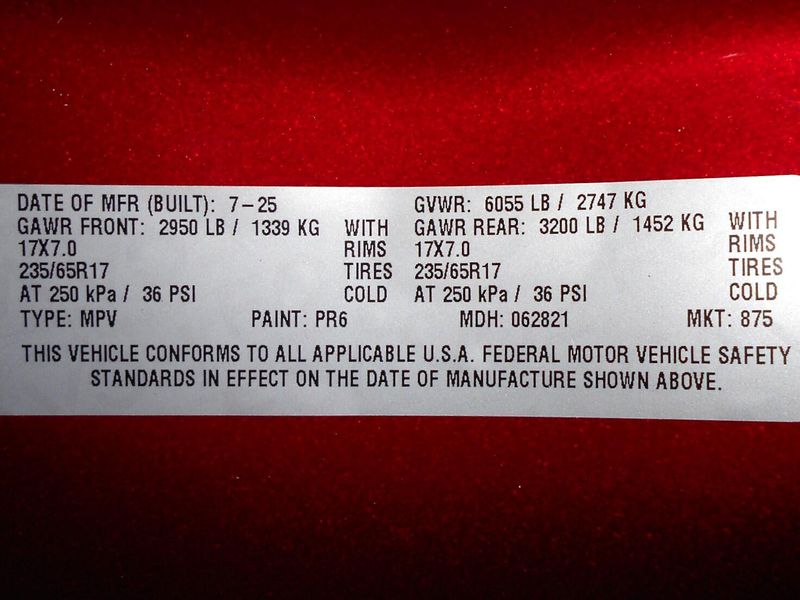 DATE OF MFR (BUILT): 7-25 GVWR: 6055 LB / 2747 KG
GAWR FRONT: 2950 LB / 1339 KG WITH GAWR REAR: 3200 LB / 1452 KG WITH
17X7.0 RIMS 17X7.0 RIMS
235/65R17 TIRES 235/65R17 TIRES
AT 250 kPa / 36 PSI COLD AT 250 kPa / 36 PSI COLD
TYPE: MPV PAINT: PR6 MDH: 062821 MKT: 875
THIS VEHICLE CONFORMS TO ALL APPLICABLE U.S.A. FEDERAL MOTOR VEHICLE SAFETY
STANDARDS IN EFFECT ON THE DATE OF MANUFACTURE SHOWN ABOVE.